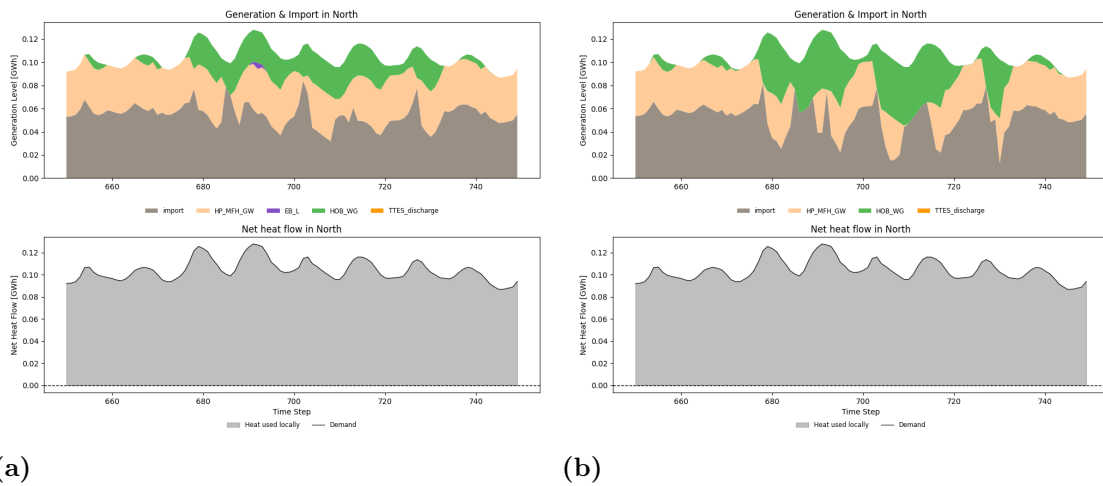 Generation & Import in North
Generation Level [GWh]
0.12
0.10
0.08
0.06
0.04
0.02
0.00
660 680 700 720 740
import HP_MFH_GW EB_L HOB_WG TTES_discharge
Net heat flow in North
Net Heat Flow [GWh]
0.12
0.10
0.08
0.06
0.04
0.02
0.00
660 680 700 720 740
Time Step
Heat used locally Demand
(a)
Generation & Import in North
Generation Level [GWh]
0.12
0.10
0.08
0.06
0.04
0.02
0.00
660 680 700 720 740
import HP_MFH_GW HOB_WG TTES_discharge
Net heat flow in North
Net Heat Flow [GWh]
0.12
0.10
0.08
0.06
0.04
0.02
0.00
660 680 700 720 740
Time Step
Heat used locally Demand
(b)